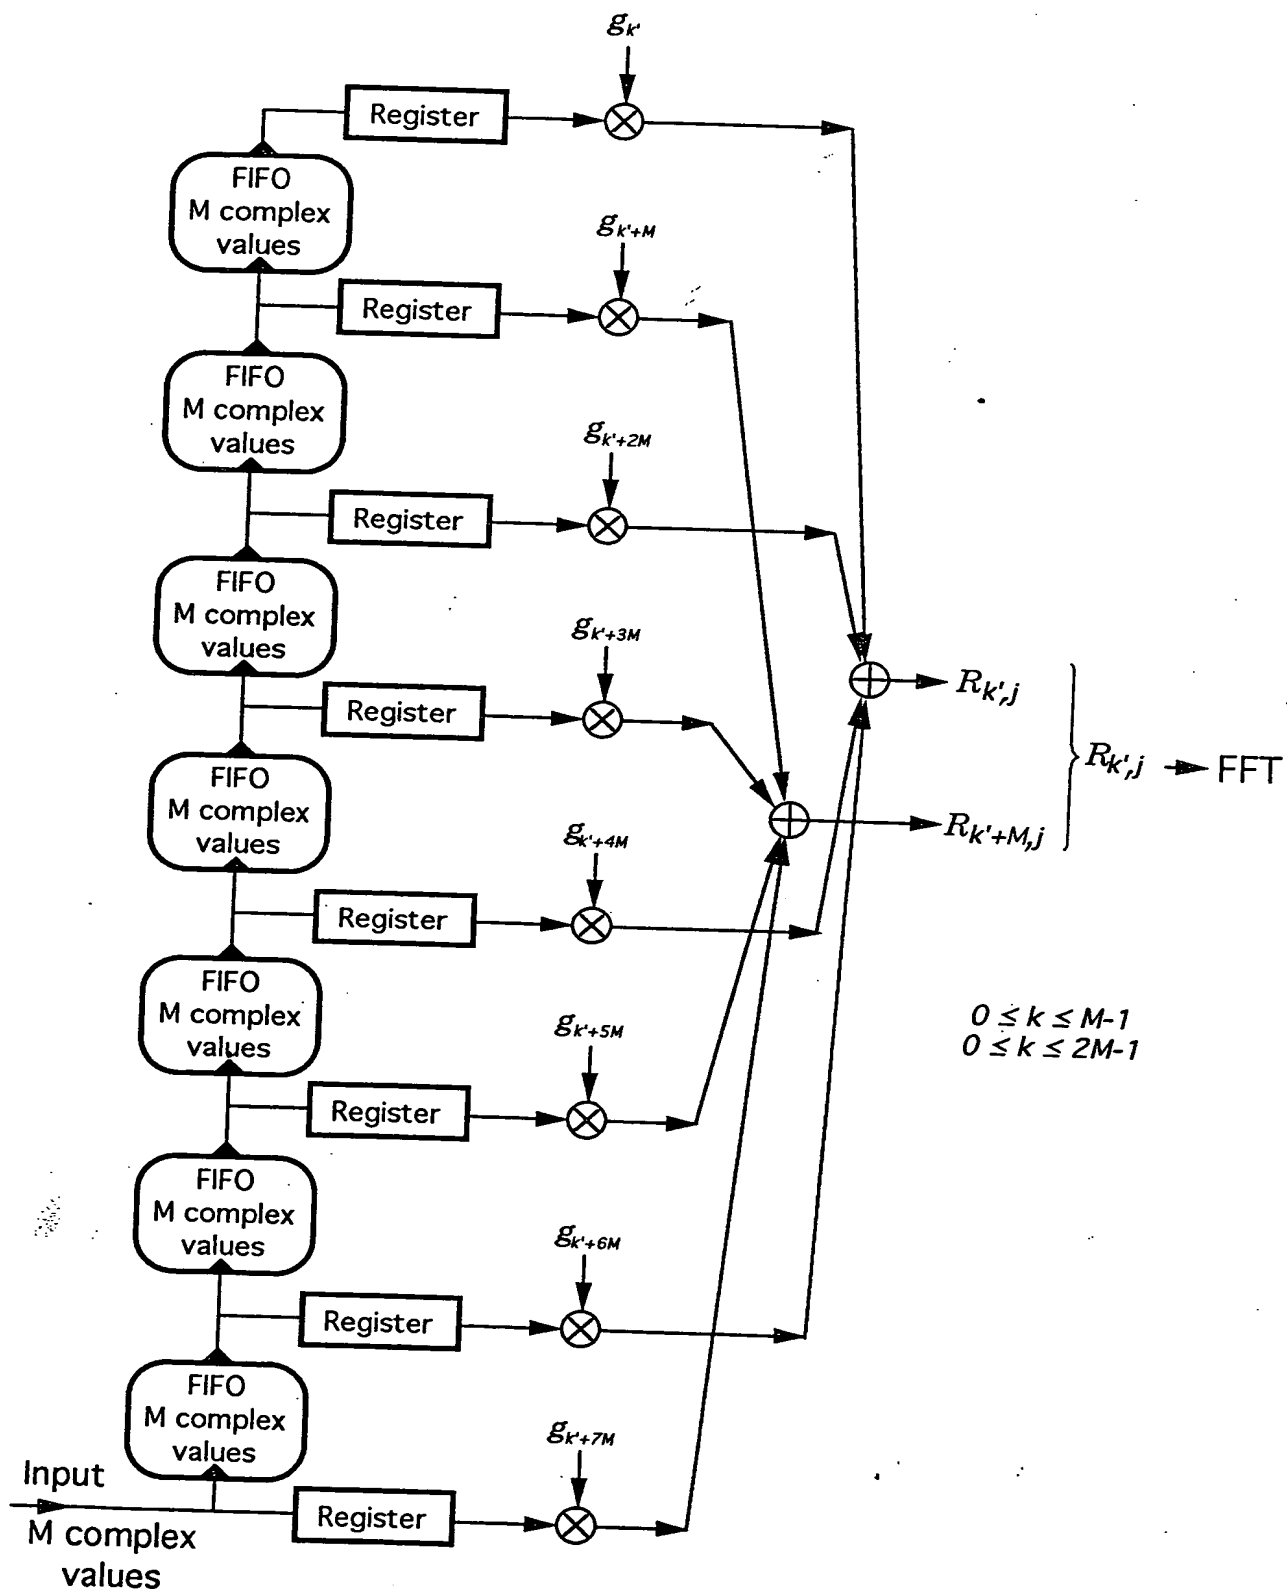 g_k'
Register
FIFO
M complex
values
g_k'+M
Register
FIFO
M complex
values
g_k'+2M
Register
FIFO
M complex
values
g_k'+3M
Register
R_k',j
R_k',j → FFT
R_k'+M,j
FIFO
M complex
values
g_k'+4M
Register
FIFO
M complex
values
0 ≤ k ≤ M-1
0 ≤ k ≤ 2M-1
g_k'+5M
Register
FIFO
M complex
values
g_k'+6M
Register
FIFO
M complex
values
g_k'+7M
Register
Input
M complex
values